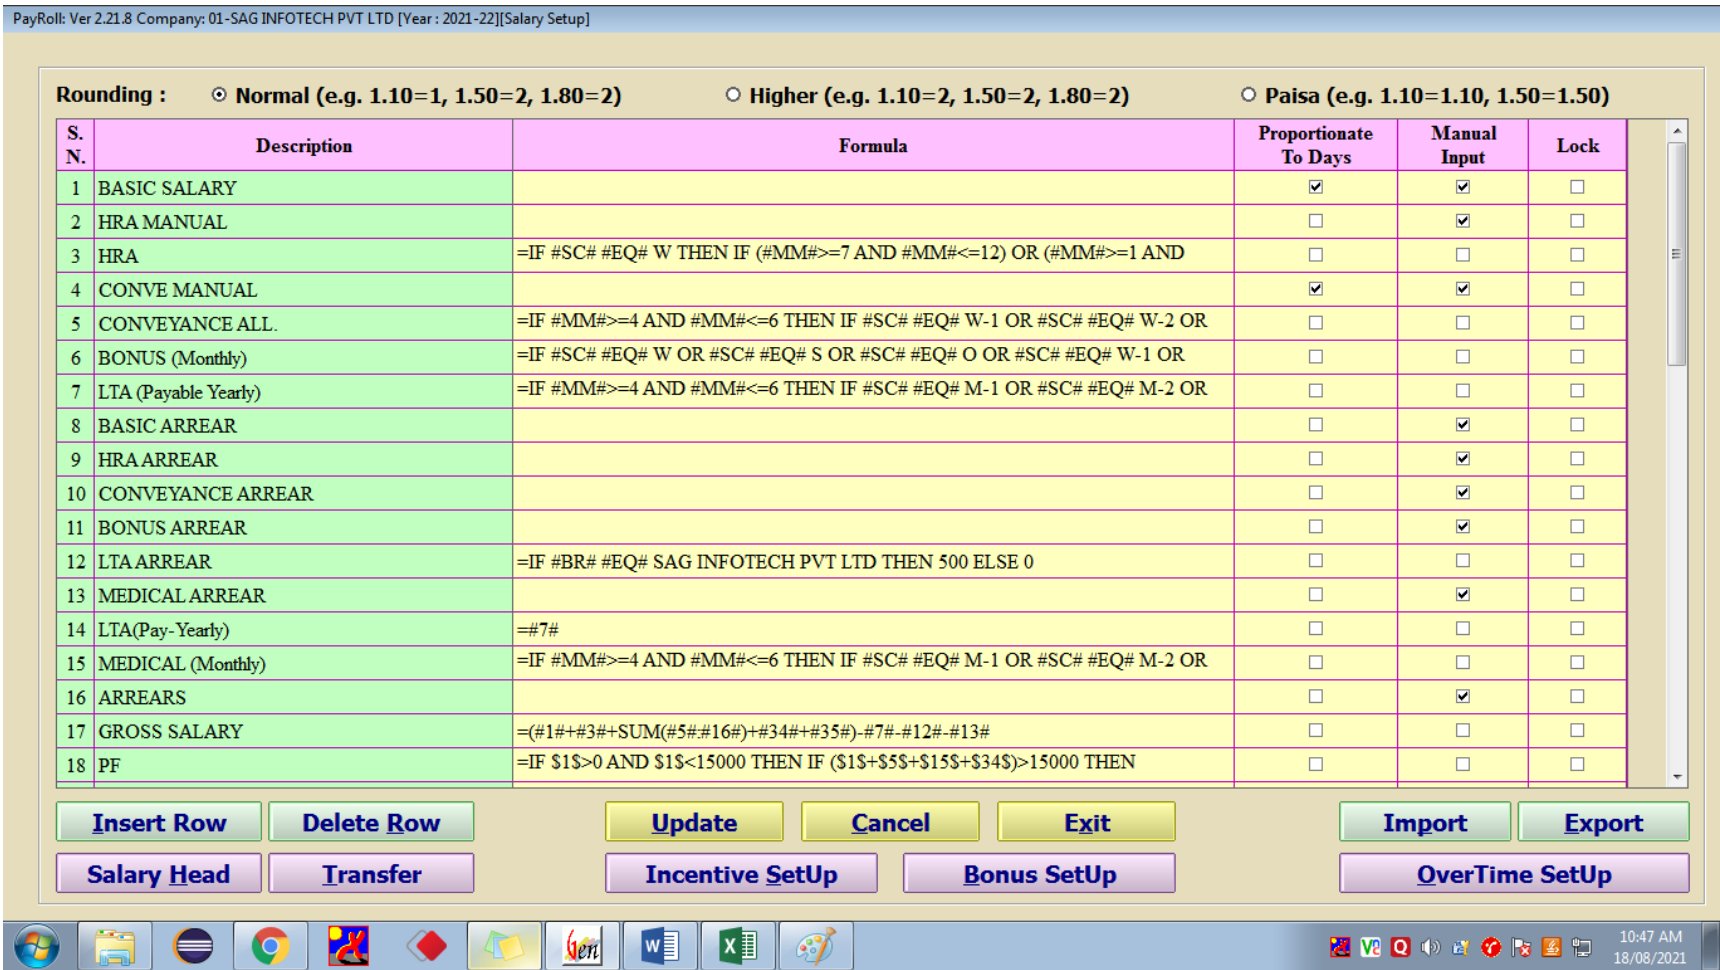 PayRoll: Ver 2.21.8 Company: 01-SAG INFOTECH PVT LTD [Year : 2021-22][Salary Setup]
Rounding : Normal (e.g. 1.10=1, 1.50=2, 1.80=2) Higher (e.g. 1.10=2, 1.50=2, 1.80=2) Paisa (e.g. 1.10=1.10, 1.50=1.50)
S. N. Description Formula Proportionate To Days Manual Input Lock
1 BASIC SALARY
2 HRA MANUAL
3 HRA =IF #SC# #EQ# W THEN IF (#MM#>=7 AND #MM#<=12) OR (#MM#>=1 AND
4 CONVE MANUAL
5 CONVEYANCE ALL. =IF #MM#>=4 AND #MM#<=6 THEN IF #SC# #EQ# W-1 OR #SC# #EQ# W-2 OR
6 BONUS (Monthly) =IF #SC# #EQ# W OR #SC# #EQ# S OR #SC# #EQ# O OR #SC# #EQ# W-1 OR
7 LTA (Payable Yearly) =IF #MM#>=4 AND #MM#<=6 THEN IF #SC# #EQ# M-1 OR #SC# #EQ# M-2 OR
8 BASIC ARREAR
9 HRA ARREAR
10 CONVEYANCE ARREAR
11 BONUS ARREAR
12 LTA ARREAR =IF #BR# #EQ# SAG INFOTECH PVT LTD THEN 500 ELSE 0
13 MEDICAL ARREAR
14 LTA(Pay-Yearly) =#7#
15 MEDICAL (Monthly) =IF #MM#>=4 AND #MM#<=6 THEN IF #SC# #EQ# M-1 OR #SC# #EQ# M-2 OR
16 ARREARS
17 GROSS SALARY =(#1#+#3#+SUM(#5#:#16#)+#34#+#35#)-#7#-#12#-#13#
18 PF =IF $1$>0 AND $1$<15000 THEN IF ($1$+$5$+$15$+$34$)>15000 THEN
Insert Row Delete Row Update Cancel Exit Import Export
Salary Head Transfer Incentive SetUp Bonus SetUp OverTime SetUp
Gen
10:47 AM
18/08/2021